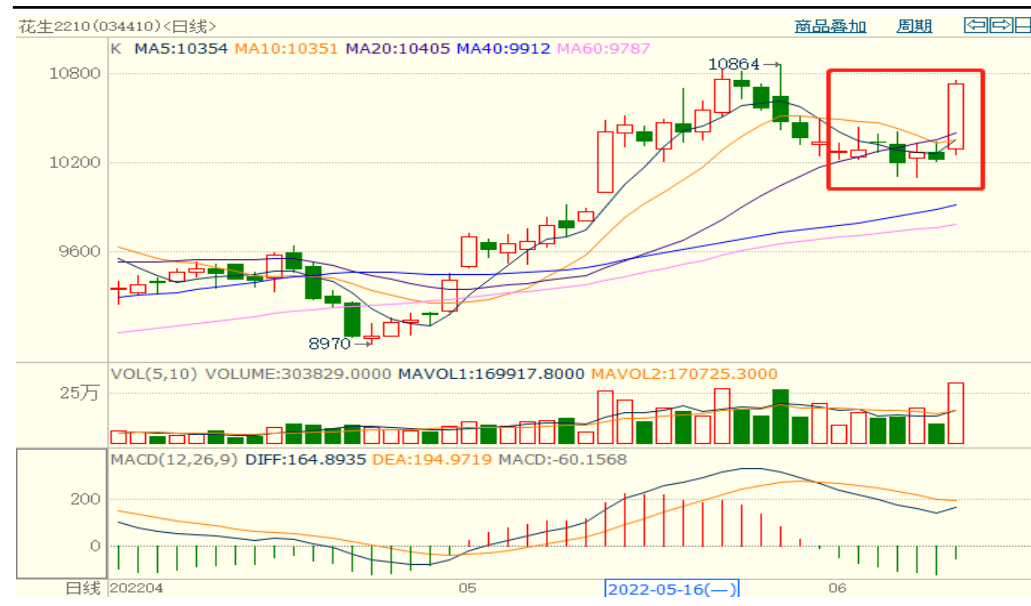 花生2210(034410)<日线> 商品叠加 周期
K MA5:10354 MA10:10351 MA20:10405 MA40:9912 MA60:9787
10864
10800
10200
9600
8970
VOL(5,10) VOLUME:303829.0000 MAVOL1:169917.8000 MAVOL2:170725.3000
25万
MACD(12,26,9) DIFF:164.8935 DEA:194.9719 MACD:-60.1568
200
0
日线 202204 05 2022-05-16(一) 06